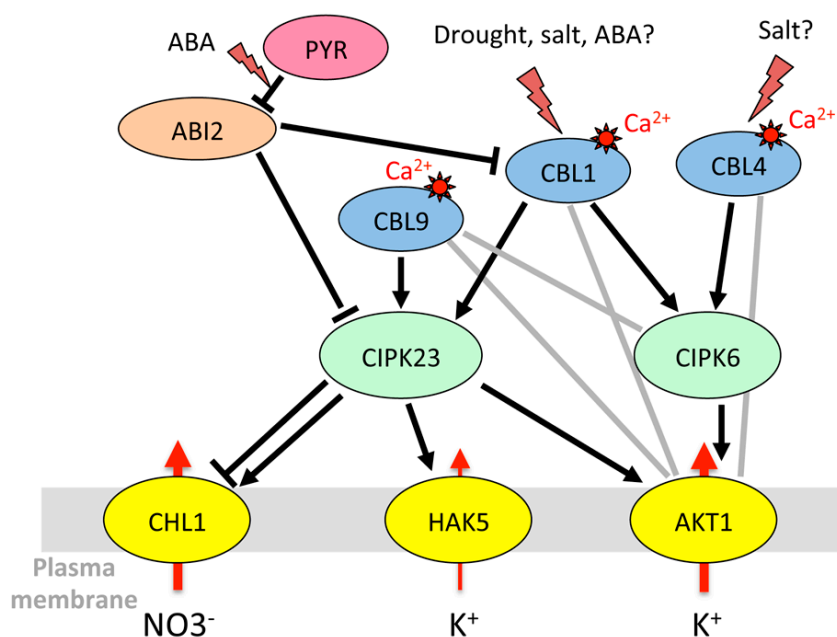 ABA
PYR
Drought, salt, ABA?
Salt?
ABI2
Ca²⁺
CBL1
Ca²⁺
CBL4
Ca²⁺
CBL9
CIPK23
CIPK6
CHL1
HAK5
AKT1
Plasma
membrane
NO3⁻
K⁺
K⁺